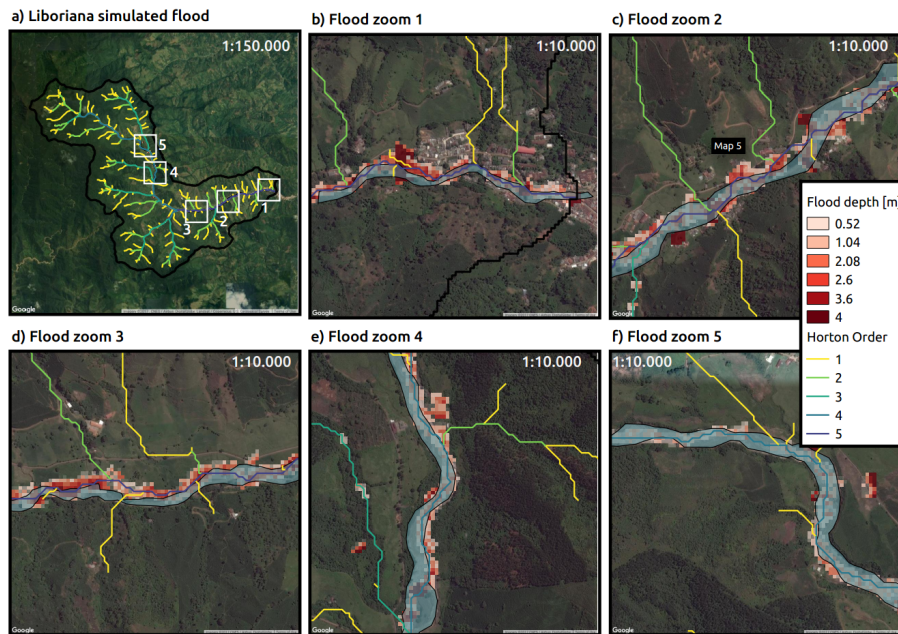 a) Liboriana simulated flood
1:150.000
5
4
3
2
1
Google
b) Flood zoom 1
1:10.000
Google
c) Flood zoom 2
1:10.000
Map 5
Google
Flood depth [m]
0.52
1.04
2.08
2.6
3.6
4
Horton Order
1
2
3
4
5
d) Flood zoom 3
1:10.000
Google
e) Flood zoom 4
1:10.000
Google
f) Flood zoom 5
1:10.000
Google